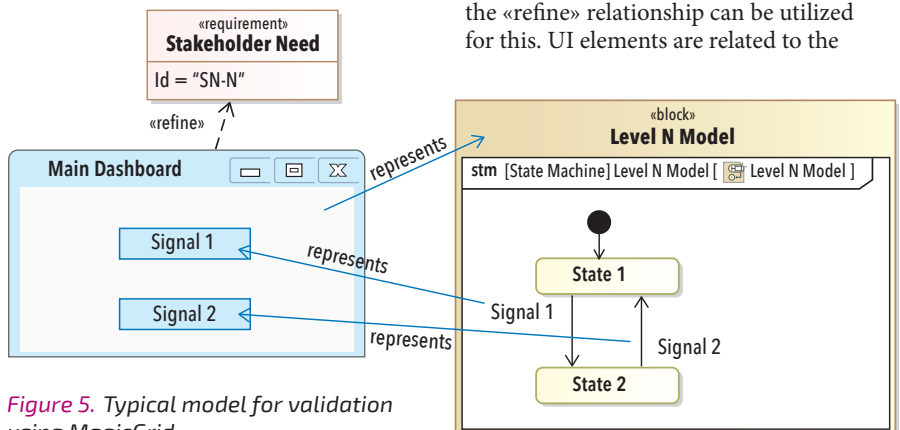 the «refine» relationship can be utilized
for this. UI elements are related to the
«requirement»
Stakeholder Need
Id = "SN-N"
«refine»
Main Dashboard
Signal 1
Signal 2
represents
represents
represents
«block»
Level N Model
stm [State Machine] Level N Model [ Level N Model ]
State 1
Signal 1
Signal 2
State 2
Figure 5. Typical model for validation
using MagicGrid